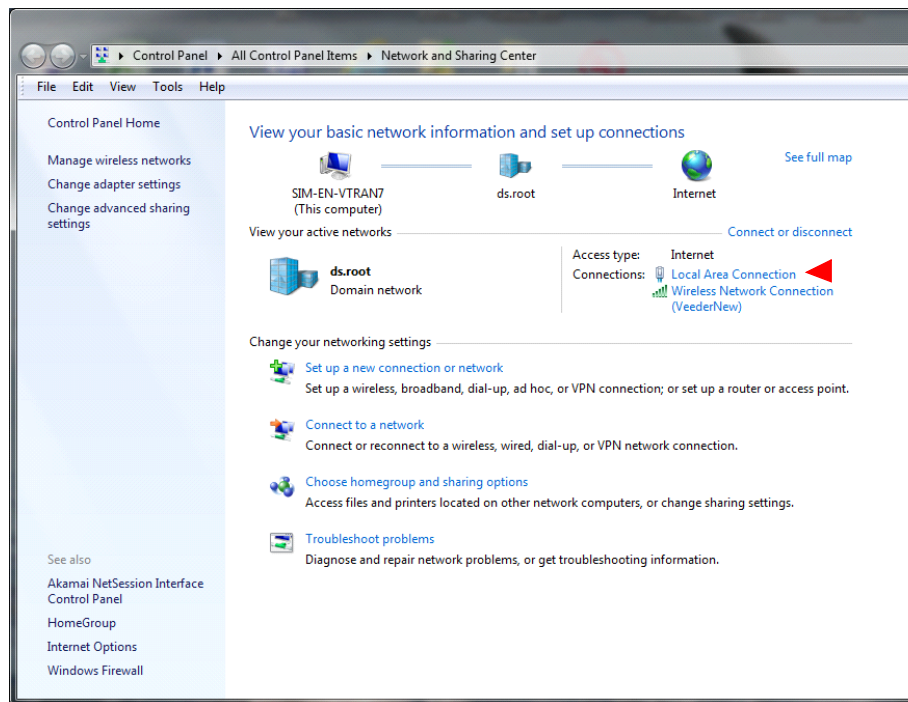 Control Panel ▸ All Control Panel Items ▸ Network and Sharing Center
File Edit View Tools Help
Control Panel Home
Manage wireless networks
Change adapter settings
Change advanced sharing
settings
See also
Akamai NetSession Interface
Control Panel
HomeGroup
Internet Options
Windows Firewall
View your basic network information and set up connections
See full map
SIM-EN-VTRAN7
(This computer)
ds.root
Internet
View your active networks
Connect or disconnect
ds.root
Domain network
Access type: Internet
Connections: Local Area Connection
Wireless Network Connection
(VeederNew)
Change your networking settings
Set up a new connection or network
Set up a wireless, broadband, dial-up, ad hoc, or VPN connection; or set up a router or access point.
Connect to a network
Connect or reconnect to a wireless, wired, dial-up, or VPN network connection.
Choose homegroup and sharing options
Access files and printers located on other network computers, or change sharing settings.
Troubleshoot problems
Diagnose and repair network problems, or get troubleshooting information.